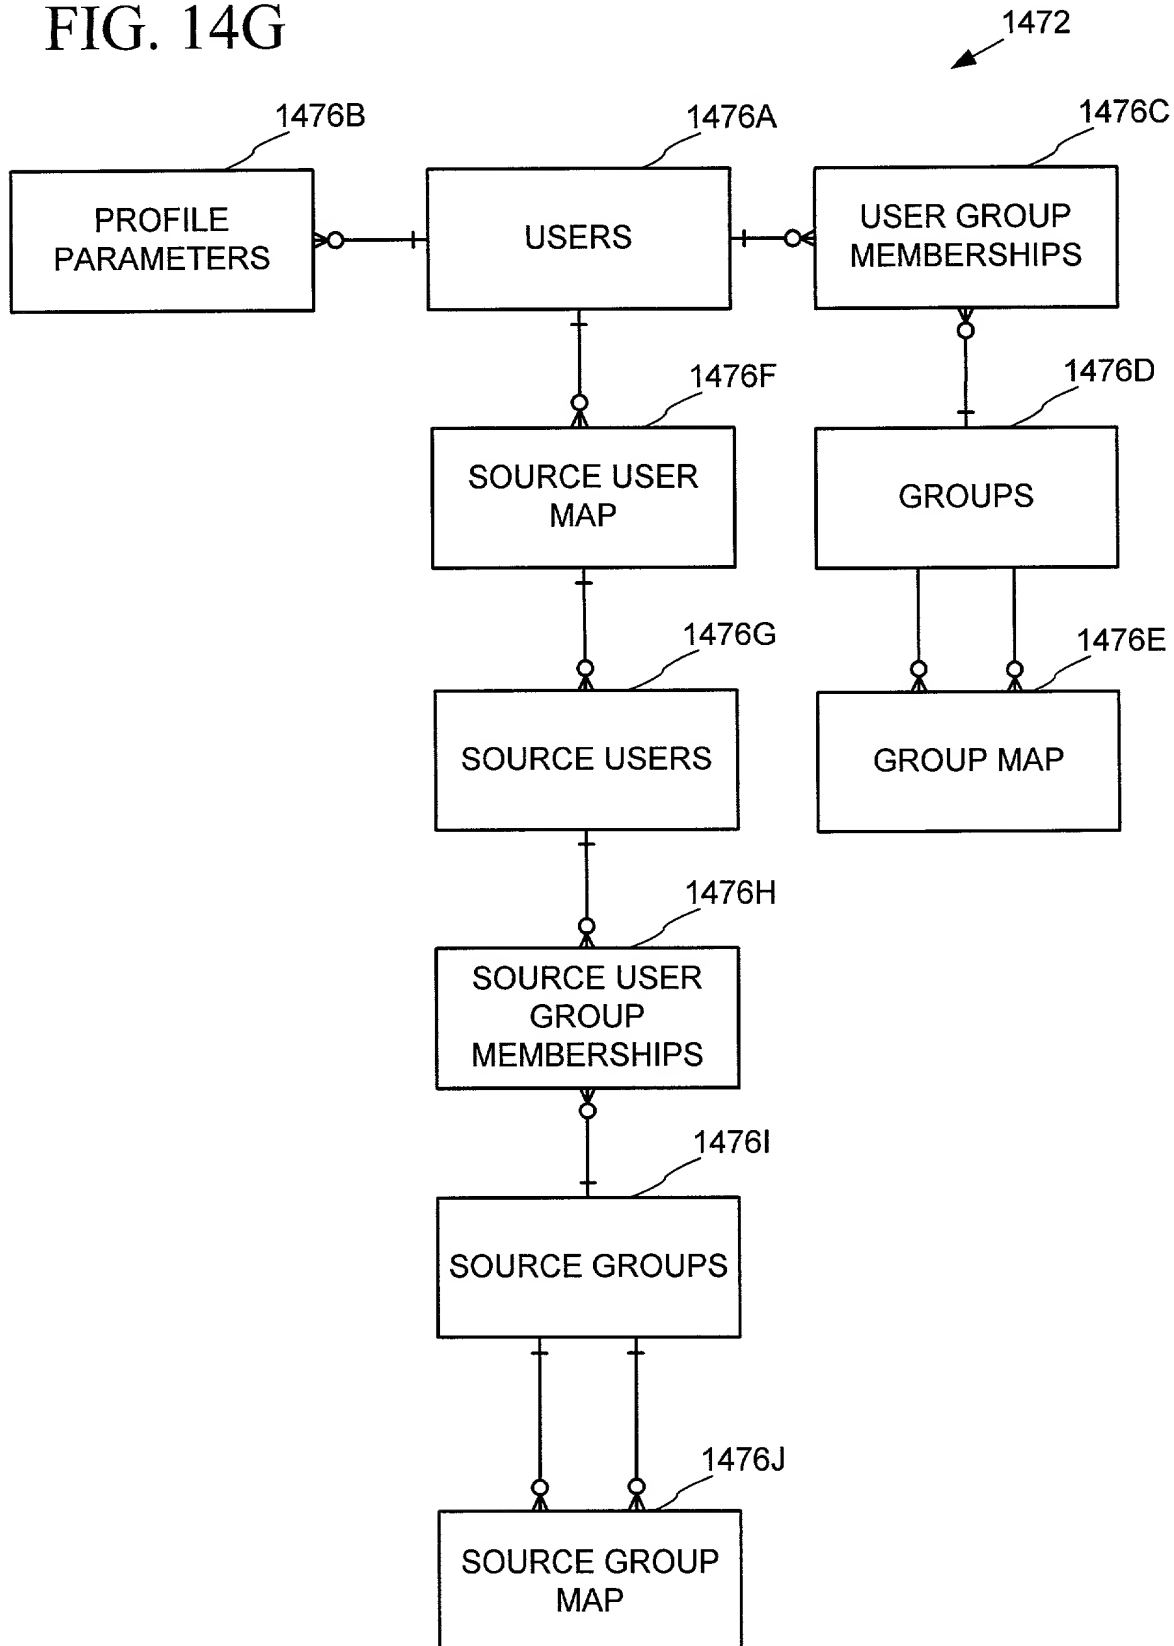 FIG. 14G
1472
1476B
1476A
1476C
PROFILE
PARAMETERS
USERS
USER GROUP
MEMBERSHIPS
1476F
1476D
SOURCE USER
MAP
GROUPS
1476G
1476E
SOURCE USERS
GROUP MAP
1476H
SOURCE USER
GROUP
MEMBERSHIPS
1476I
SOURCE GROUPS
1476J
SOURCE GROUP
MAP